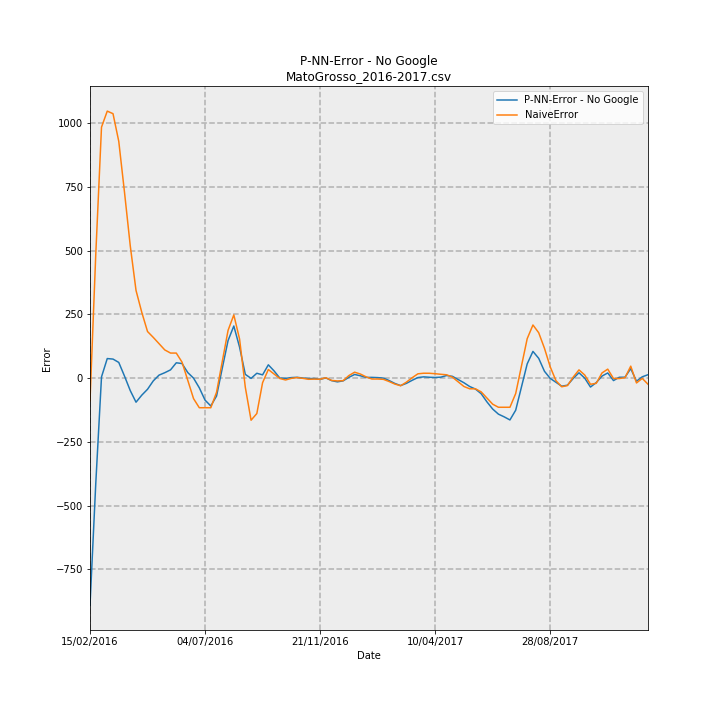 P-NN-Error - No Google
MatoGrosso_2016-2017.csv
P-NN-Error - No Google
NaiveError
1000
750
500
250
0
−250
−500
−750
Error
15/02/2016 04/07/2016 21/11/2016 10/04/2017 28/08/2017
Date